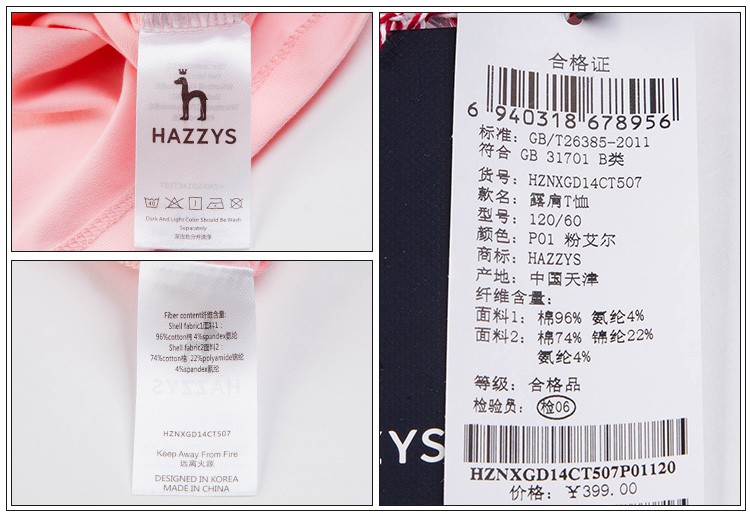 HAZZYS
Dark And Light Color Should Be Wash
Separately
深浅色分开洗涤
Fiber content纤维含量:
Shell fabric1面料1:
96%cotton棉 4%spandex氨纶
Shell fabric2面料2:
74%cotton棉 22%polyamide锦纶
4%spandex氨纶
HZNXGD14CT507
Keep Away From Fire
远离火源
DESIGNED IN KOREA
MADE IN CHINA
合格证
6 940318 678956
标准: GB/T26385-2011
符合 GB 31701 B类
货号: HZNXGD14CT507
款名: 露肩T恤
型号: 120/60
颜色: P01 粉艾尔
商标: HAZZYS
产地: 中国天津
纤维含量:
面料1: 棉96% 氨纶4%
面料2: 棉74% 锦纶22%
氨纶4%
等级: 合格品
检验员: 检06
HZNXGD14CT507P01120
价格: ¥399.00
ZYS